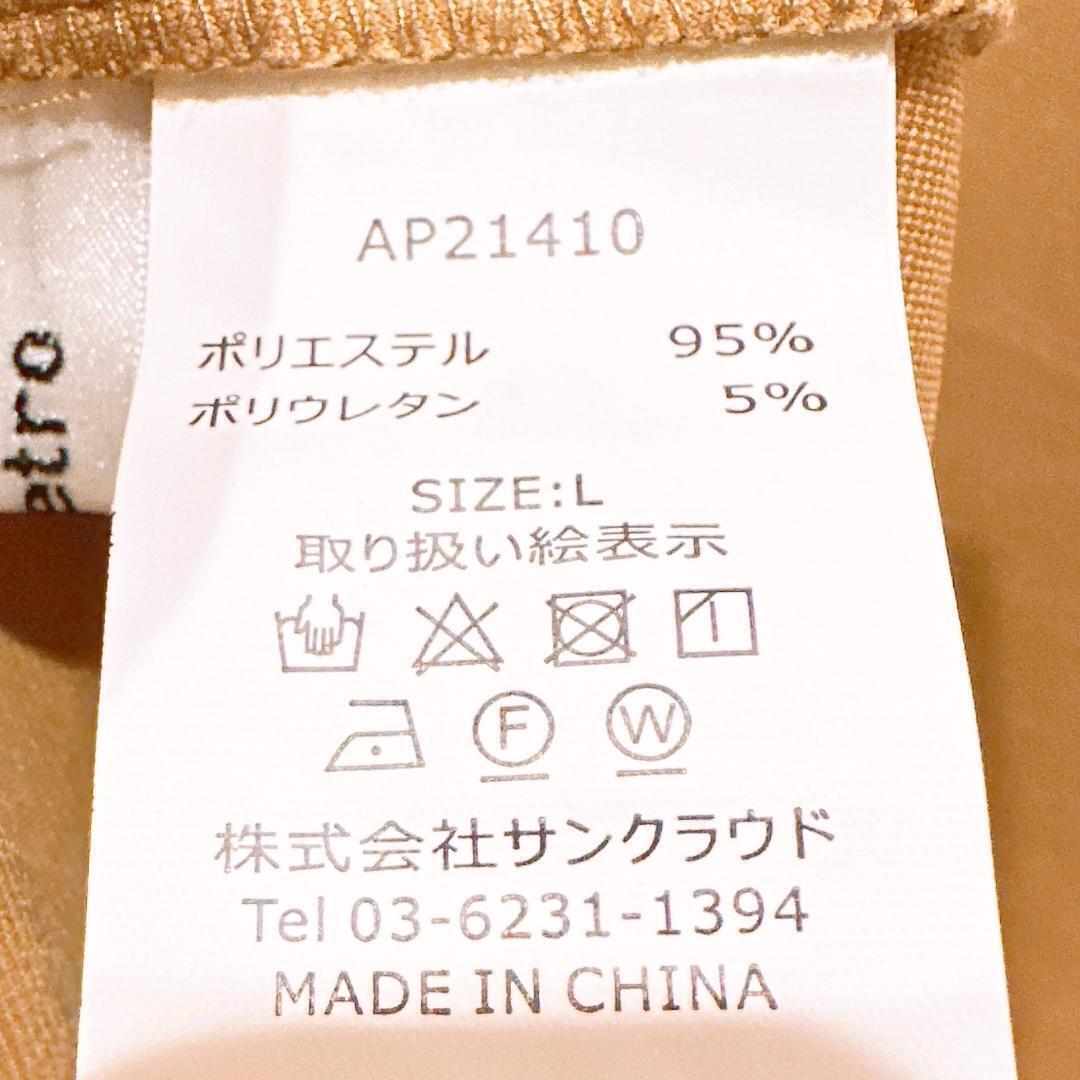 AP21410
ポリエステル 95%
ポリウレタン 5%
SIZE:L
取り扱い絵表示
F W
株式会社サンクラウド
Tel 03-6231-1394
MADE IN CHINA